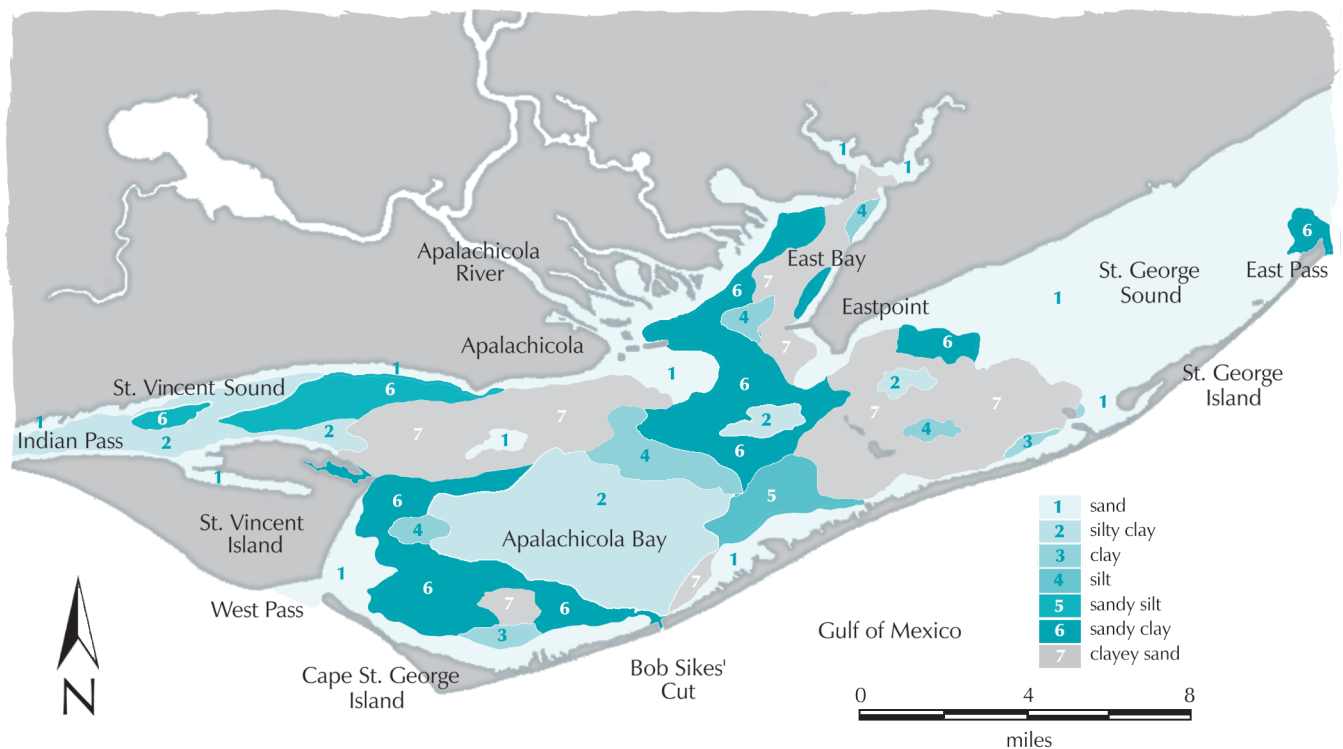 1
1
4
6
East Bay
Apalachicola
River
7
6
St. George
Sound
East Pass
1
6
4
Eastpoint
Apalachicola
7
6
1
1
6
St. Vincent Sound
6
2
St. George
Island
6
1
7
2
7
7
1
Indian Pass
2
2
7
1
4
6
4
3
1
6
2
5
St. Vincent
Island
4
Apalachicola Bay
1
1
6
7
7
6
3
West Pass
Cape St. George
Island
Bob Sikes'
Cut
Gulf of Mexico
1 sand
2 silty clay
3 clay
4 silt
5 sandy silt
6 sandy clay
7 clayey sand
0 4 8
miles
N